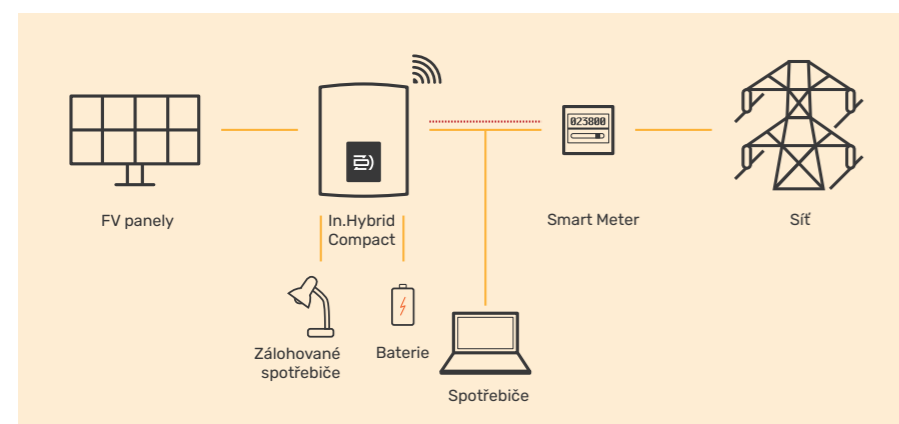 023800
FV panely
In.Hybrid
Compact
Smart Meter
Síť
Zálohované
spotřebiče
Baterie
Spotřebiče